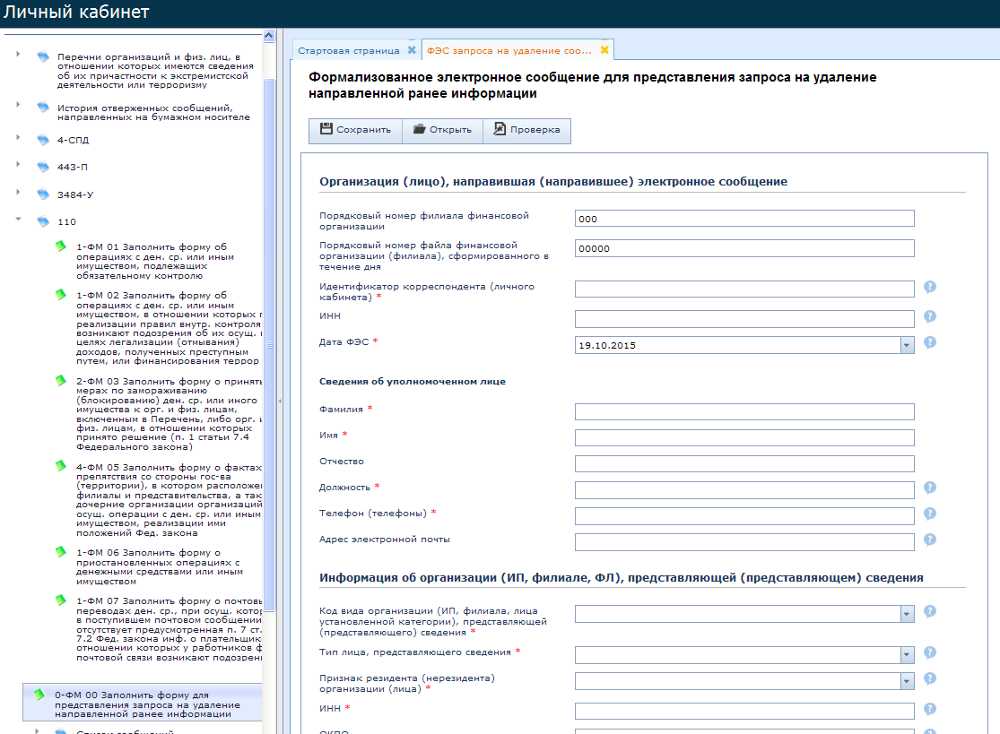 Личный кабинет
Перечни организаций и физ. лиц, в
отношении которых имеются сведения
об их причастности к экстремистской
деятельности или терроризму
История отверженных сообщений,
направленных на бумажном носителе
4-СПД
443-П
3484-У
110
1-ФМ 01 Заполнить форму об
операциях с ден. ср. или иным
имуществом, подлежащих
обязательному контролю
1-ФМ 02 Заполнить форму об
операциях с ден. ср. или иным
имуществом, в отношении которых
реализации правил внутр. контроля
возникают подозрения об их осущ.
целях легализации (отмывания)
доходов, полученных преступным
путем, или финансирования террор
2-ФМ 03 Заполнить форму о принять
мерах по замораживанию
(блокированию) ден. ср. или иного
имущества к орг. и физ. лицам,
включенным в Перечень, либо орг. и
физ. лицам, в отношении которых
принято решение (п. 1 статьи 7.4
Федерального закона)
4-ФМ 05 Заполнить форму о фактах
препятствия со стороны гос-ва
(территории), в котором расположе
филиалы и представительства, а так
дочерние организации организаций
осущ. операции с ден. ср. или иным
имуществом, реализации ими
положений Фед. закона
1-ФМ 06 Заполнить форму о
приостановленных операциях с
денежными средствами или иным
имуществом
1-ФМ 07 Заполнить форму о почтовы
переводах ден. ср., при осущ. котор
в поступившем почтовом сообщении
отсутствует предусмотренная п. 7 ст.
7.2 Фед. закона инф. о плательщик
отношении которых у работников ф
почтовой связи возникают подозрен
0-ФМ 00 Заполнить форму для
представления запроса на удаление
направленной ранее информации
Списки сообщений
Стартовая страница
ФЭС запроса на удаление соо...
Формализованное электронное сообщение для представления запроса на удаление
направленной ранее информации
Сохранить Открыть Проверка
Организация (лицо), направившая (направившее) электронное сообщение
Порядковый номер филиала финансовой
организации
000
Порядковый номер файла финансовой
организации (филиала), сформированного в
течение дня
00000
Идентификатор корреспондента (личного
кабинета) *
?
ИНН
?
Дата ФЭС *
19.10.2015
?
Сведения об уполномоченном лице
Фамилия *
Имя *
Отчество
Должность *
?
Телефон (телефоны) *
?
Адрес электронной почты
?
Информация об организации (ИП, филиале, ФЛ), представляющей (представляющем) сведения
Код вида организации (ИП, филиала, лица
установленной категории), представляющей
(представляющего) сведения *
?
Тип лица, представляющего сведения *
?
Признак резидента (нерезидента)
организации (лица) *
?
ИНН *
?
ОКПО